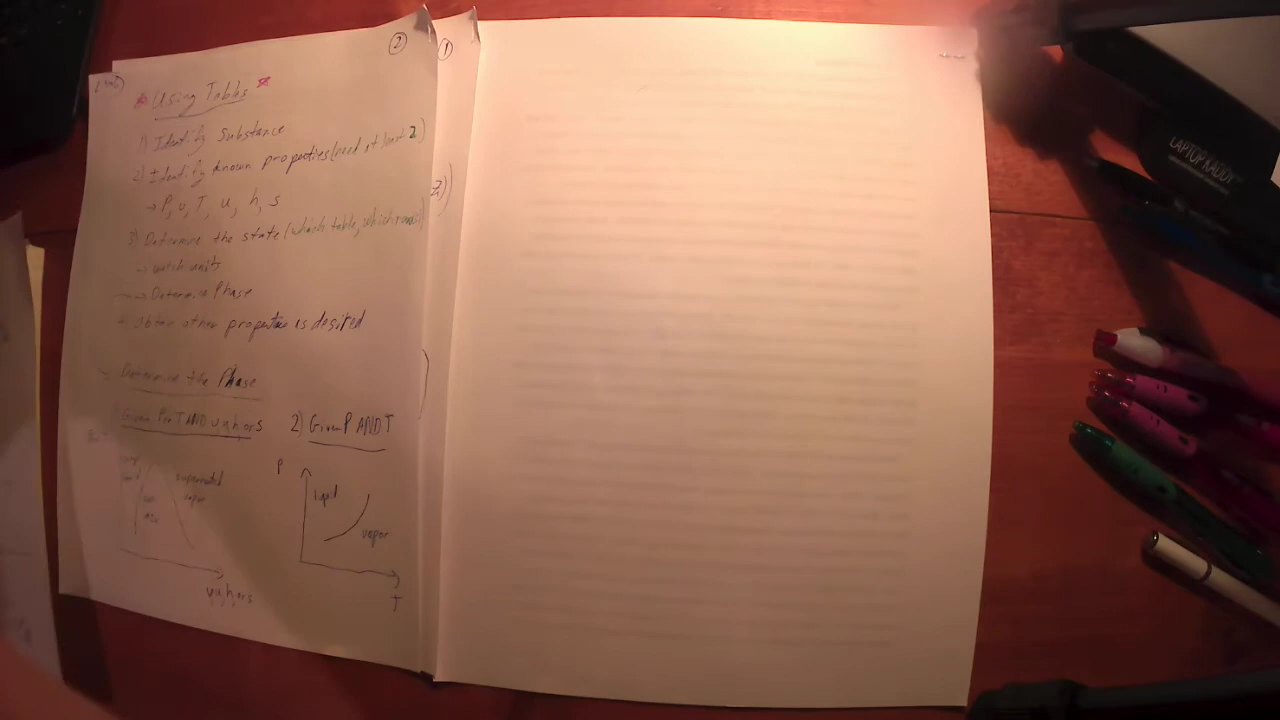 2
1
* Using Tables *
1) Identify Substance
2) Identify known properties (need at least 2)
→ P, v, T, u, h, s
3) Determine the state (which table, which rows)
→ watch units
→ Determine Phase
4) Obtain other properties as desired
Determine the Phase
Given P or T AND v, u, h, or s
2) Given P AND T
superheated
vapor
v, u, h, or s
P
liquid
vapor
T
LAPTOP KADDY